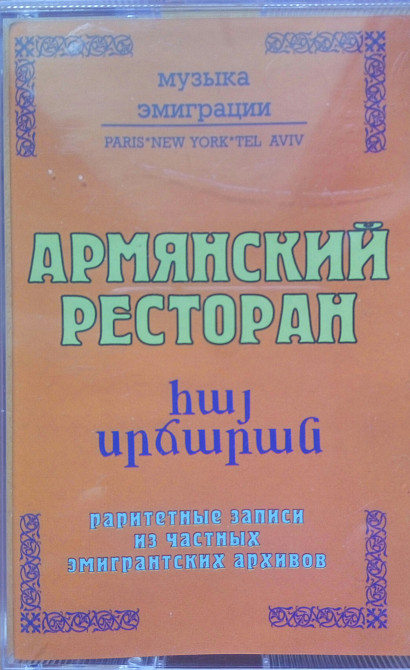 музыка
эмиграции
PARIS*NEW YORK*TEL AVIV
АРМЯНСКИЙ
РЕСТОРАН
հայ
սրճարան
раритетные записи
из частных
эмигрантских архивов